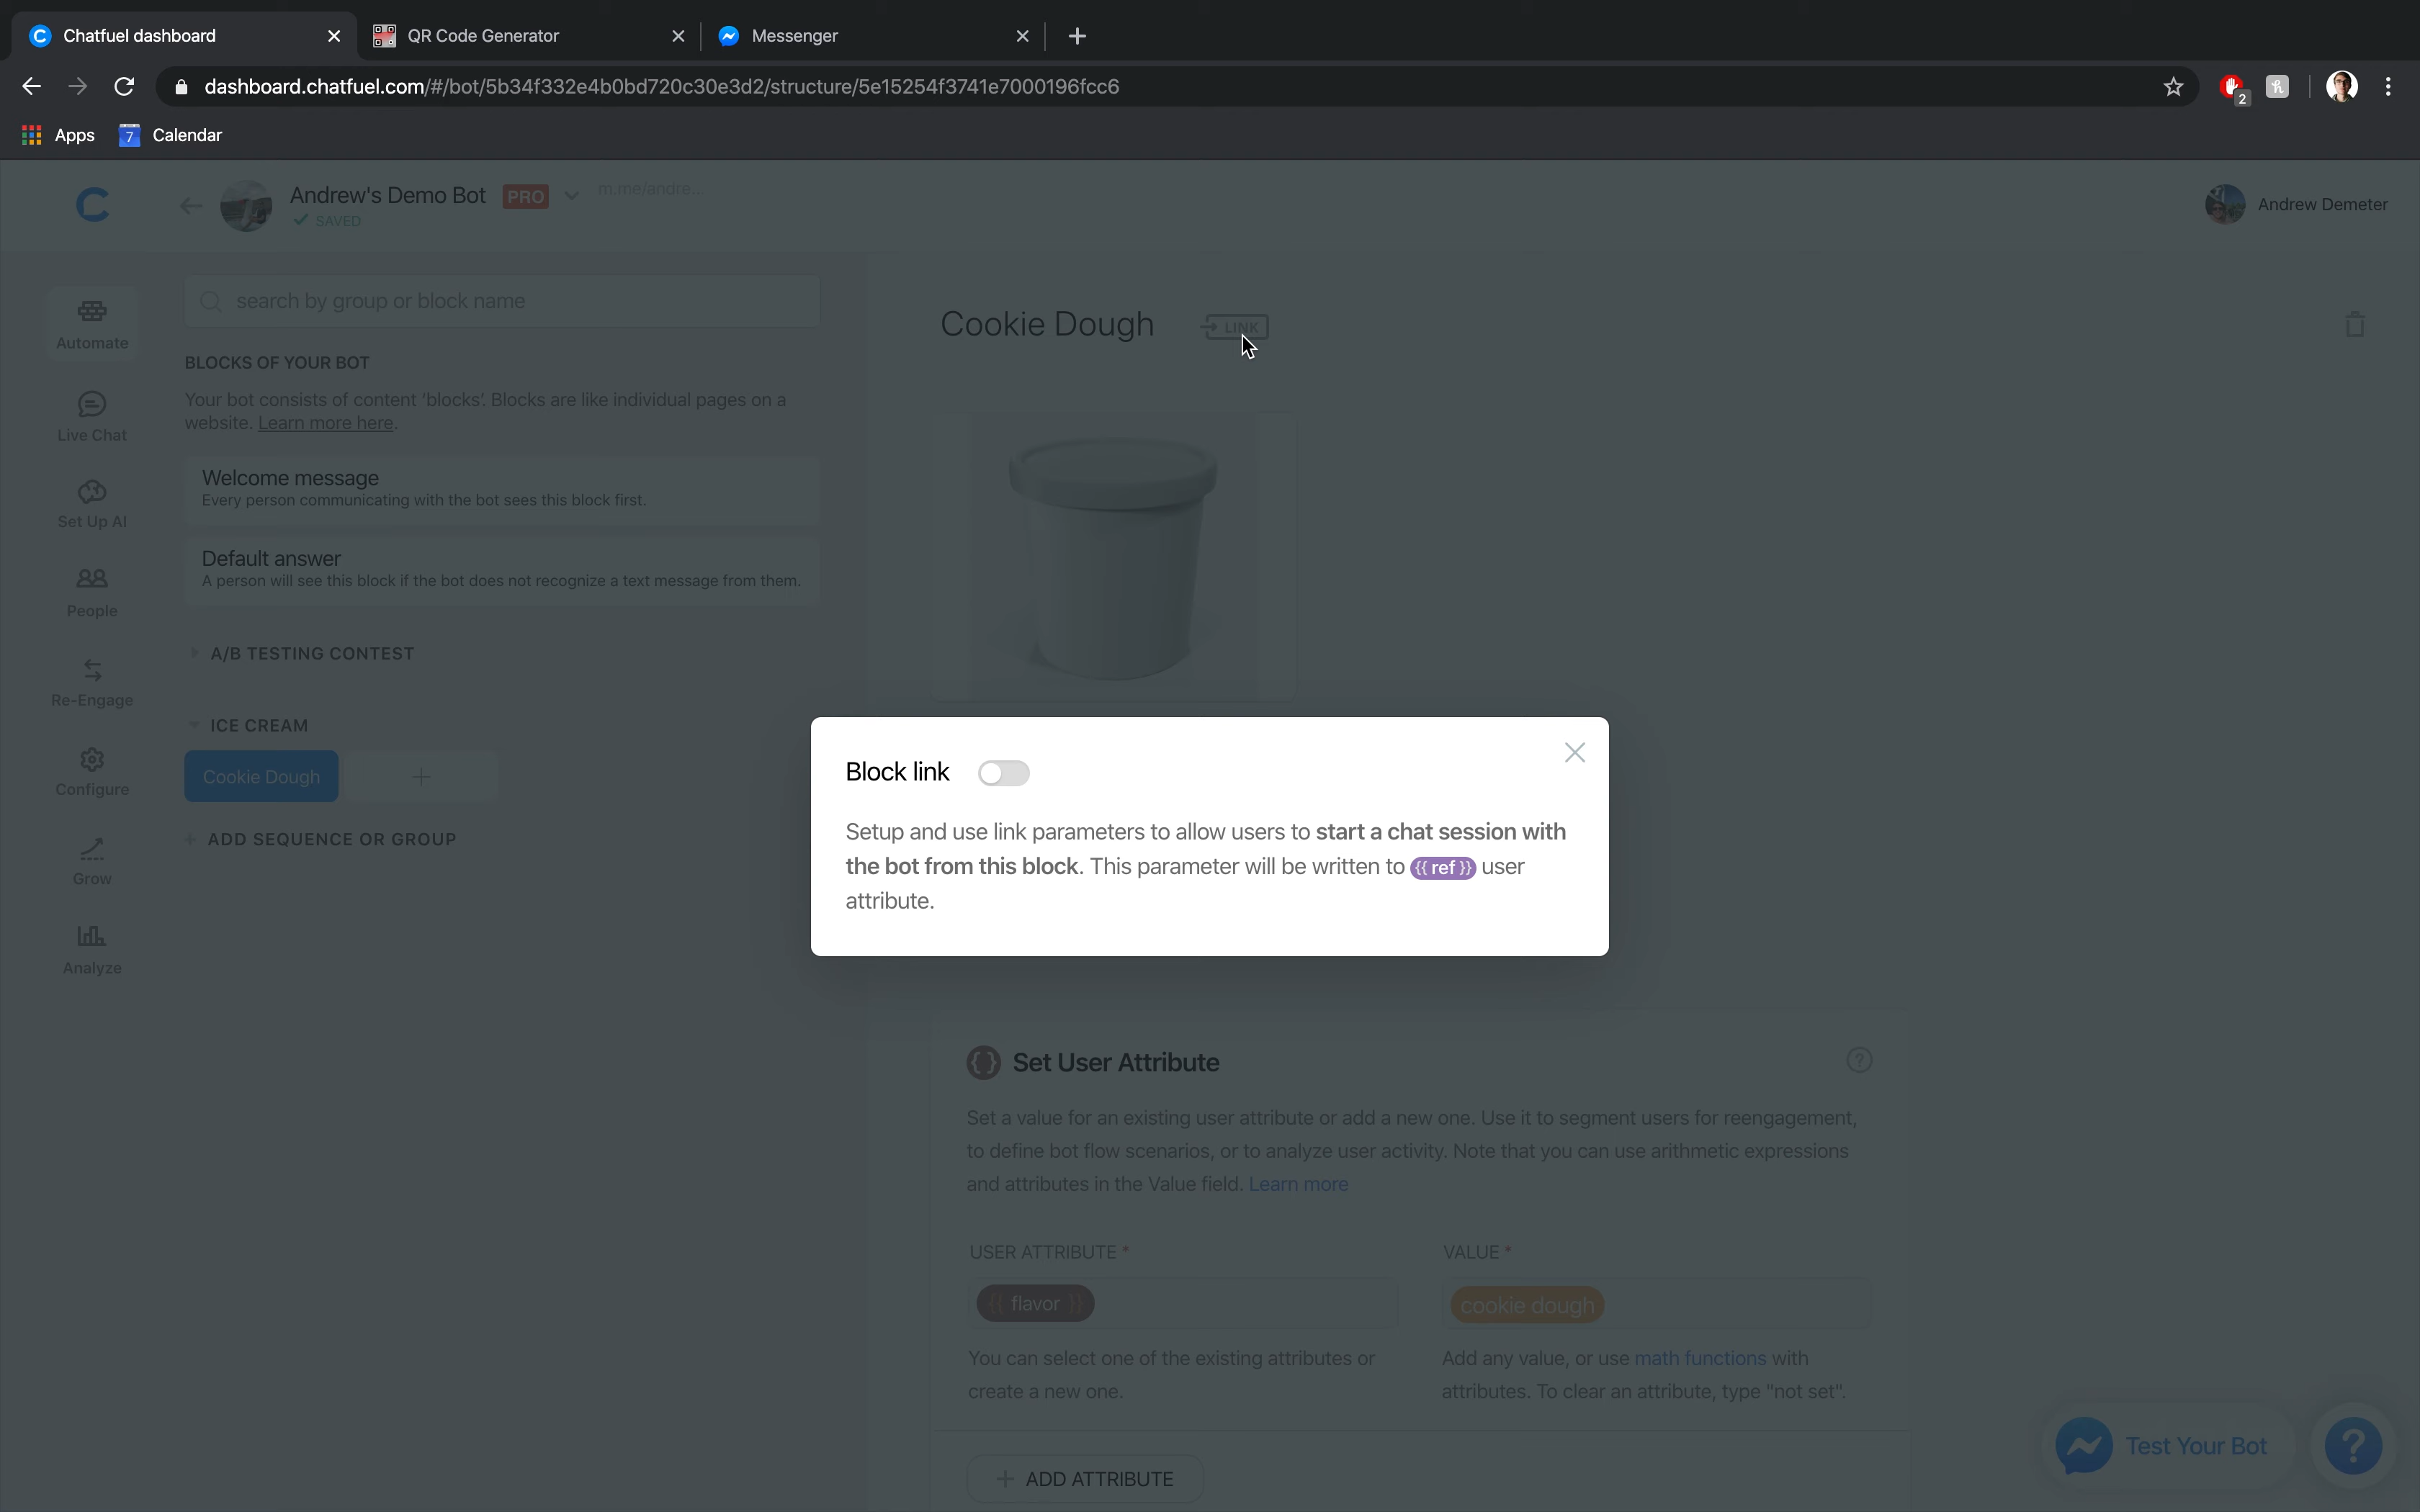 Chatfuel dashboard
QR Code Generator
Messenger
dashboard.chatfuel.com/#/bot/5b34f332e4b0bd720c30e3d2/structure/5e15254f3741e7000196fcc6
2
Apps
7
Calendar
Andrew's Demo Bot
PRO
m.me/andre...
SAVED
Andrew Demeter
search by group or block name
Automate
BLOCKS OF YOUR BOT
Your bot consists of content 'blocks'. Blocks are like individual pages on a
website. Learn more here.
Live Chat
Welcome message
Every person communicating with the bot sees this block first.
Set Up AI
Default answer
A person will see this block if the bot does not recognize a text message from them.
People
A/B TESTING CONTEST
Re-Engage
ICE CREAM
Cookie Dough
+
Configure
+ ADD SEQUENCE OR GROUP
Grow
Analyze
Cookie Dough
LINK
Block link
Setup and use link parameters to allow users to start a chat session with
the bot from this block. This parameter will be written to {{ ref }} user
attribute.
{} Set User Attribute
?
Set a value for an existing user attribute or add a new one. Use it to segment users for reengagement,
to define bot flow scenarios, or to analyze user activity. Note that you can use arithmetic expressions
and attributes in the Value field. Learn more
USER ATTRIBUTE *
VALUE *
{{ flavor }}
cookie dough
You can select one of the existing attributes or
create a new one.
Add any value, or use math functions with
attributes. To clear an attribute, type "not set".
+ ADD ATTRIBUTE
Test Your Bot
?